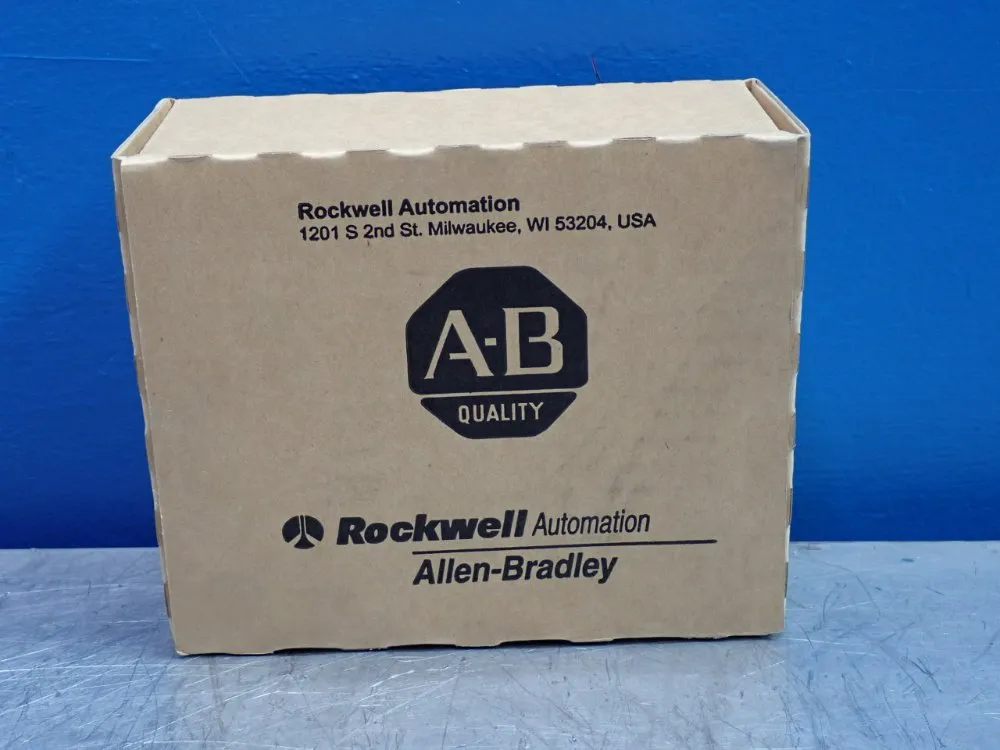 Rockwell Automation
1201 S 2nd St. Milwaukee, WI 53204, USA
A-B
QUALITY
Rockwell Automation
Allen-Bradley